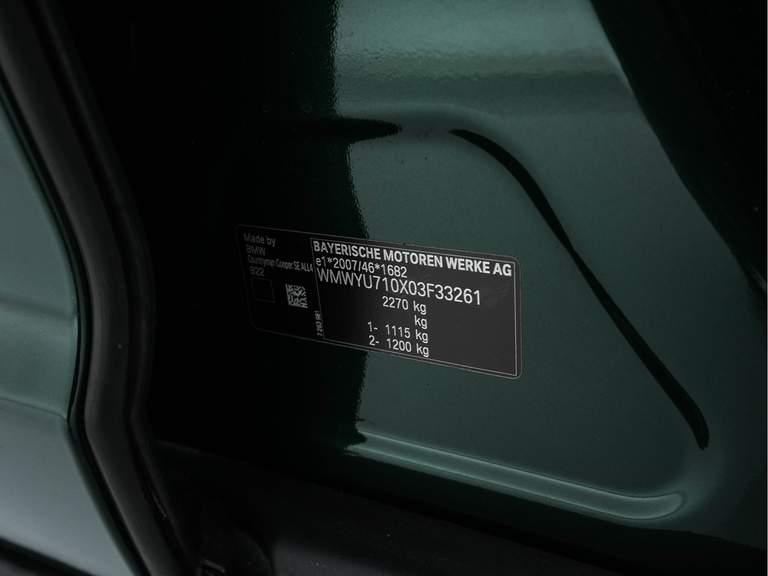 Made by
BMW
Countryman Cooper SE ALL4
BAYERISCHE MOTOREN WERKE AG
e1*2007/46*1682
WMWYU710X03F33261
2270 kg
kg
1- 1115 kg
2- 1200 kg